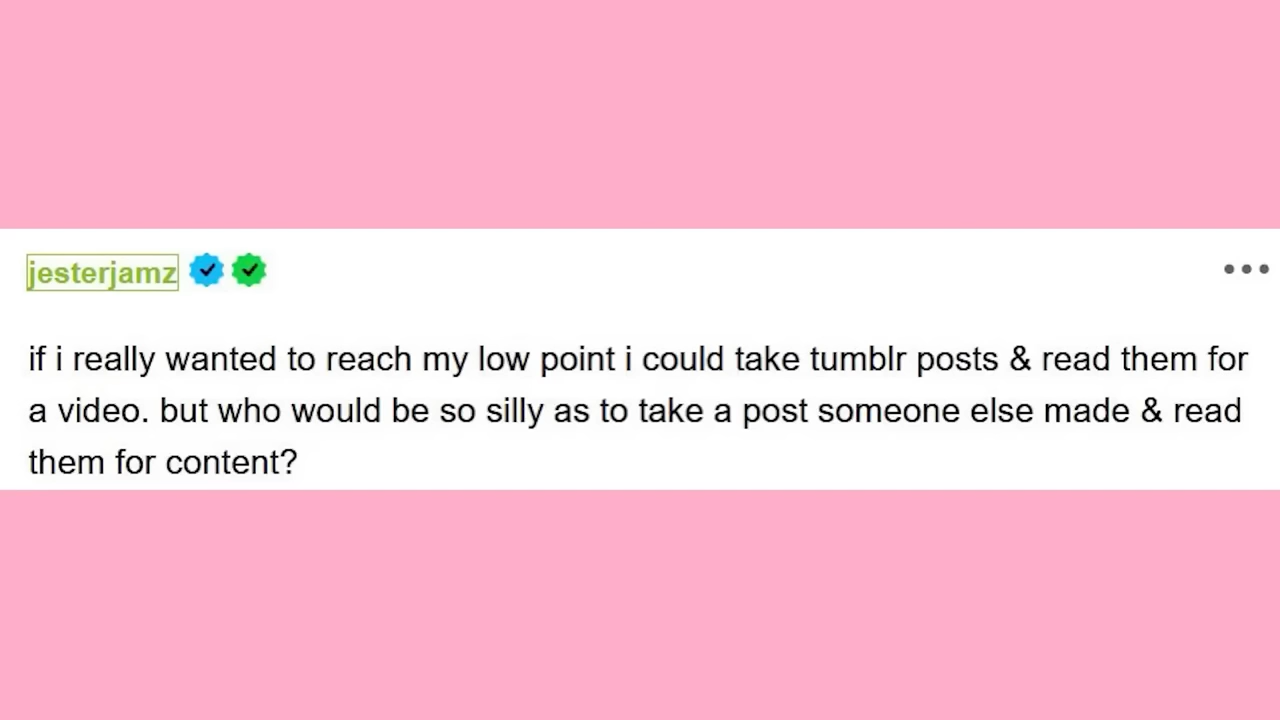 jesterjamz
if i really wanted to reach my low point i could take tumblr posts & read them for
a video. but who would be so silly as to take a post someone else made & read
them for content?